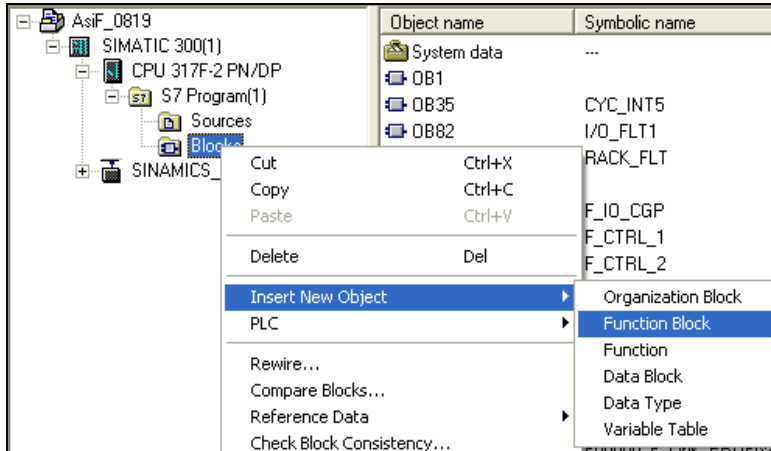 AsiF_0819
SIMATIC 300(1)
CPU 317F-2 PN/DP
S7 Program(1)
Sources
Blocks
SINAMICS_
Object name Symbolic name
System data ---
OB1
OB35 CYC_INT5
OB82 I/O_FLT1
RACK_FLT
F_IO_CGP
F_CTRL_1
F_CTRL_2
Cut Ctrl+X
Copy Ctrl+C
Paste Ctrl+V
Delete Del
Insert New Object
PLC
Rewire...
Compare Blocks...
Reference Data
Check Block Consistency...
Organization Block
Function Block
Function
Data Block
Data Type
Variable Table